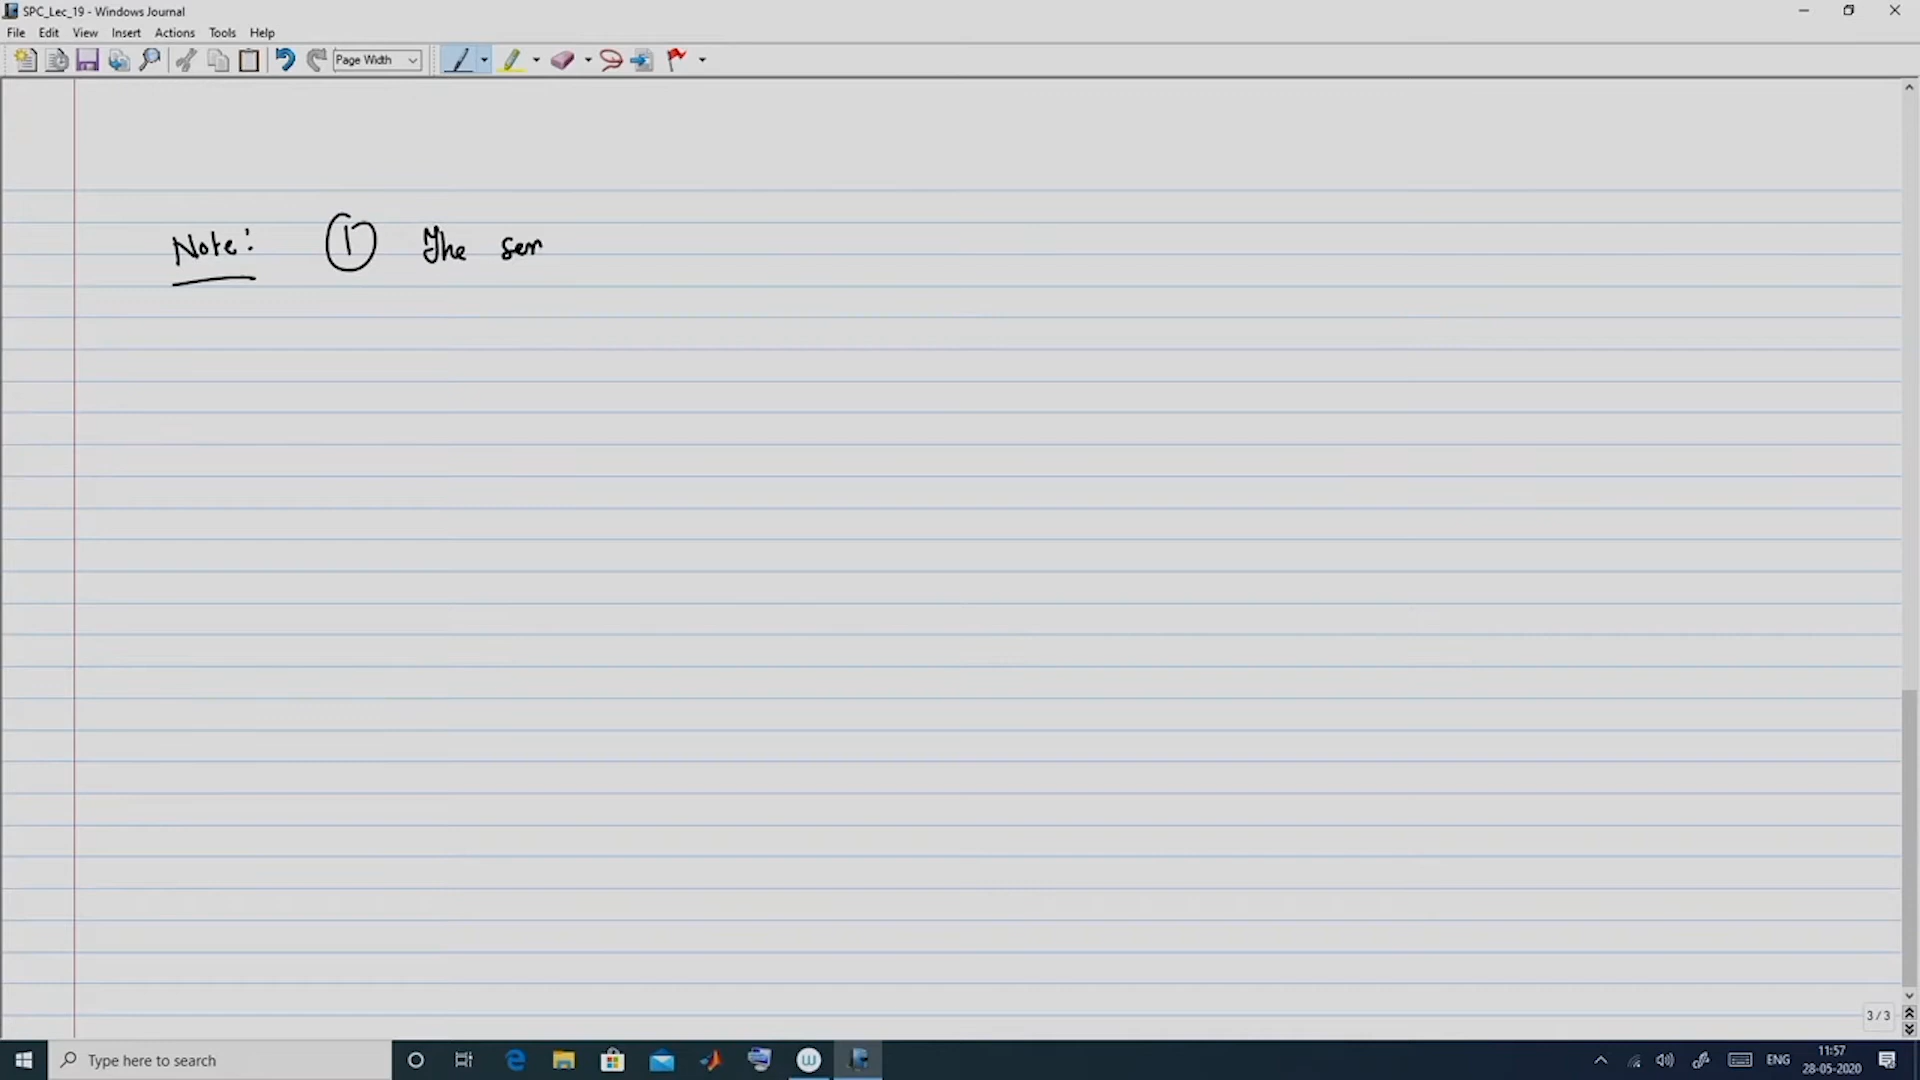 SPC_Lec_19 - Windows Journal
File Edit View Insert Actions Tools Help
Page Width
Note: ① The sem
3 / 3
Type here to search
ENG
11:57
28-05-2020